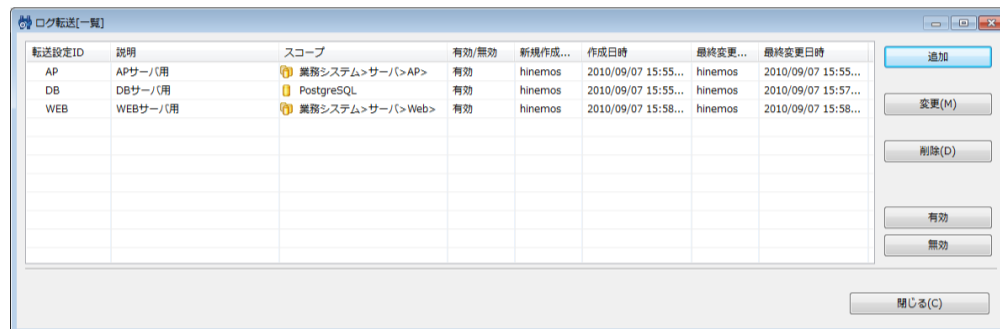 ログ転送[一覧]
転送設定ID 説明 スコープ 有効/無効 新規作成... 作成日時 最終変更... 最終変更日時
AP APサーバ用 業務システム>サーバ>AP> 有効 hinemos 2010/09/07 15:55... hinemos 2010/09/07 15:55...
DB DBサーバ用 PostgreSQL 有効 hinemos 2010/09/07 15:55... hinemos 2010/09/07 15:57...
WEB WEBサーバ用 業務システム>サーバ>Web> 有効 hinemos 2010/09/07 15:58... hinemos 2010/09/07 15:58...
追加
変更(M)
削除(D)
有効
無効
閉じる(C)